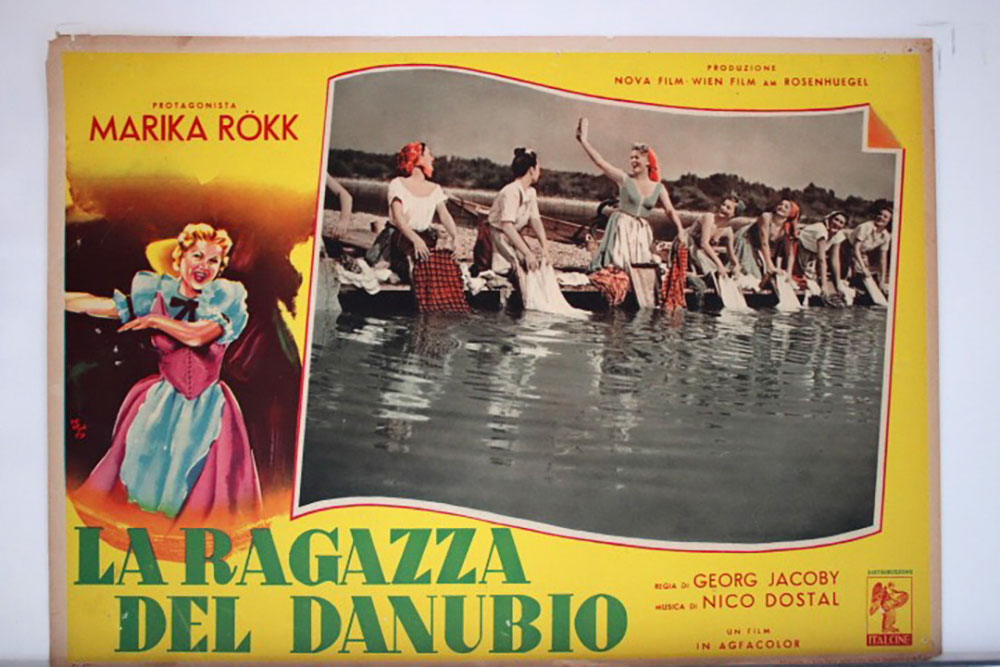 PROTAGONISTA
MARIKA RÖKK
PRODUZIONE
NOVA FILM - WIEN FILM AM ROSENHUEGEL
LA RAGAZZA
DEL DANUBIO
REGIA DI GEORG JACOBY
MUSICA DI NICO DOSTAL
UN FILM
IN AGFACOLOR
DISTRIBUZIONE
ITALCINE